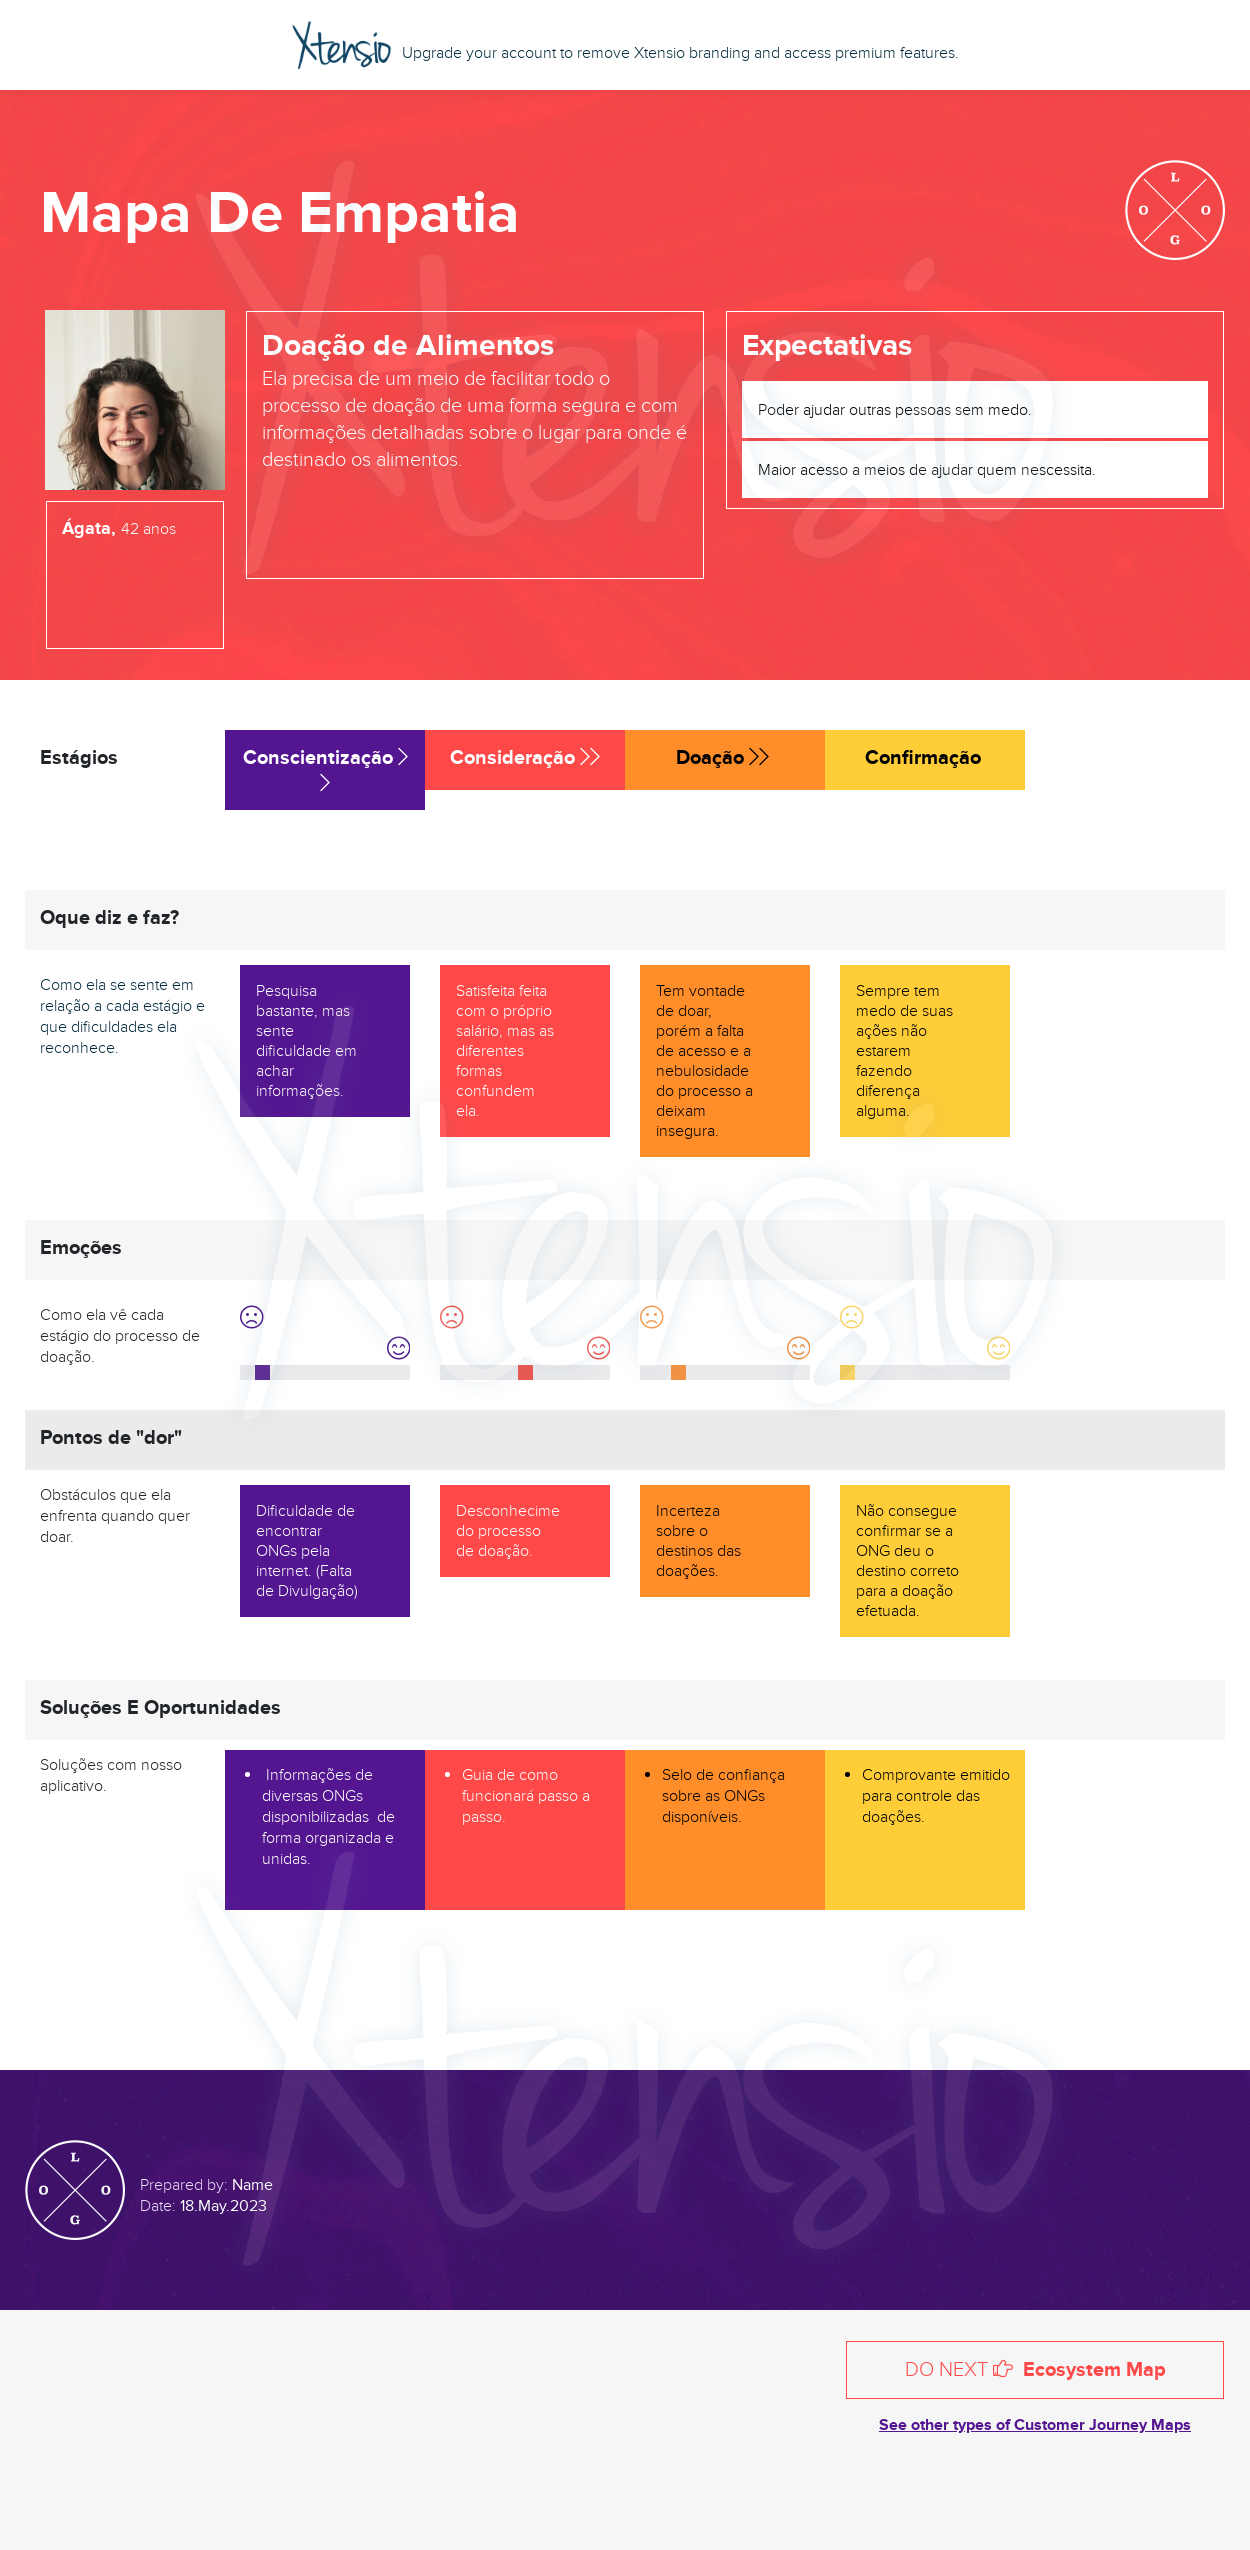 Xtensio Upgrade your account to remove Xtensio branding and access premium features.
Mapa De Empatia
L
O O
G
Doação de Alimentos
Ela precisa de um meio de facilitar todo o
processo de doação de uma forma segura e com
informações detalhadas sobre o lugar para onde é
destinado os alimentos.
Expectativas
Poder ajudar outras pessoas sem medo.
Maior acesso a meios de ajudar quem nescessita.
Ágata, 42 anos
Xtensio
Estágios
Conscientização
Consideração
Doação
Confirmação
Oque diz e faz?
Como ela se sente em
relação a cada estágio e
que dificuldades ela
reconhece.
Pesquisa
bastante, mas
sente
dificuldade em
achar
informações.
Satisfeita feita
com o próprio
salário, mas as
diferentes
formas
confundem
ela.
Tem vontade
de doar,
porém a falta
de acesso e a
nebulosidade
do processo a
deixam
insegura.
Sempre tem
medo de suas
ações não
estarem
fazendo
diferença
alguma.
Xtensio
Emoções
Como ela vê cada
estágio do processo de
doação.
Pontos de "dor"
Obstáculos que ela
enfrenta quando quer
doar.
Dificuldade de
encontrar
ONGs pela
internet. (Falta
de Divulgação)
Desconhecime
do processo
de doação.
Incerteza
sobre o
destinos das
doações.
Não consegue
confirmar se a
ONG deu o
destino correto
para a doação
efetuada.
Soluções E Oportunidades
Soluções com nosso
aplicativo.
• Informações de
diversas ONGs
disponibilizadas de
forma organizada e
unidas.
• Guia de como
funcionará passo a
passo.
• Selo de confiança
sobre as ONGs
disponíveis.
• Comprovante emitido
para controle das
doações.
Xtensio
L
O O
G
Prepared by: Name
Date: 18.May.2023
DO NEXT Ecosystem Map
See other types of Customer Journey Maps